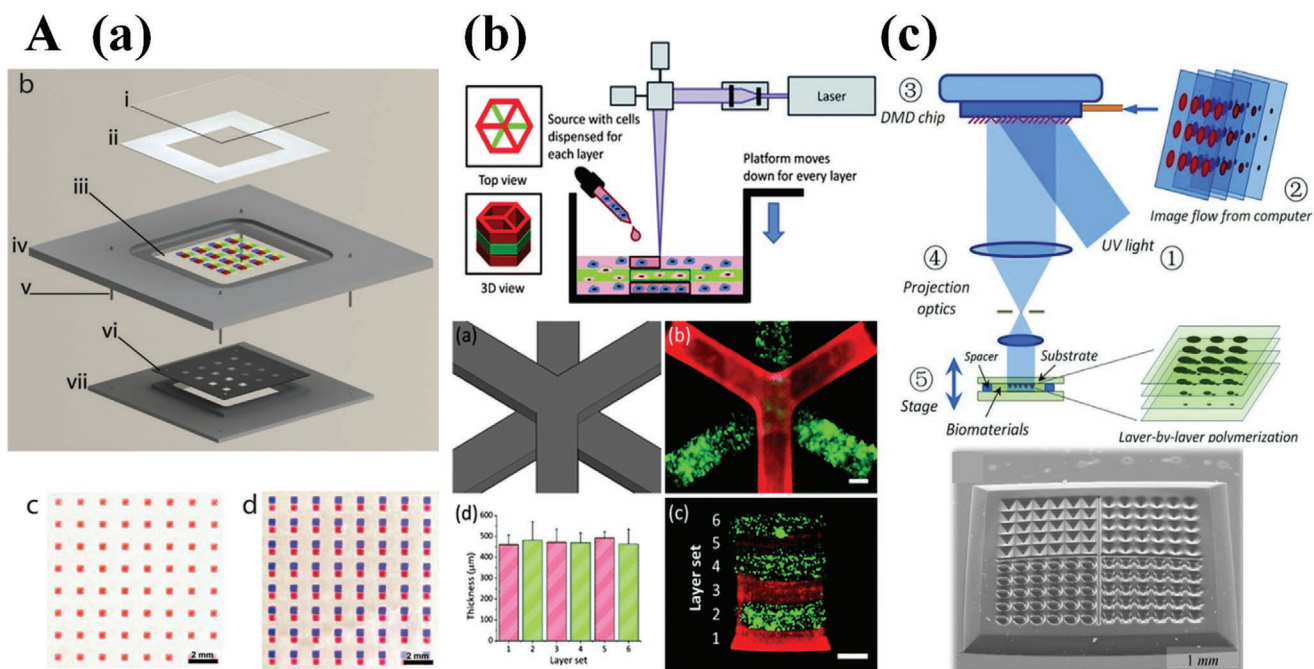 A (a)
b
i
ii
iii
iv
v
vi
vii
c
2 mm
d
2 mm
(b)
Laser
Source with cells
dispensed for
each layer
Top view
3D view
Platform moves
down for every layer
(a)
(b)
(d)
Thickness (μm)
600
500
400
300
200
100
0
1 2 3 4 5 6
Layer set
(c)
Layer set
6
5
4
3
2
1
(c)
③
DMD chip
②
Image flow from computer
UV light
①
④
Projection
optics
Spacer
Substrate
⑤
Stage
Biomaterials
Layer-by-layer polymerization
1 mm